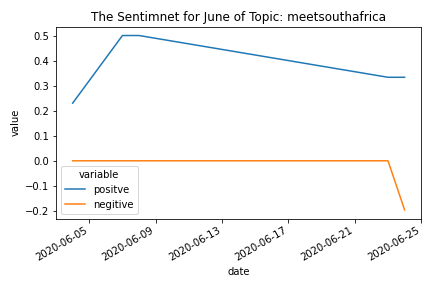 The Sentimnet for June of Topic: meetsouthafrica
value
0.5
0.4
0.3
0.2
0.1
0.0
−0.1
−0.2
variable
positve
negitive
2020-06-05
2020-06-09
2020-06-13
2020-06-17
2020-06-21
2020-06-25
date